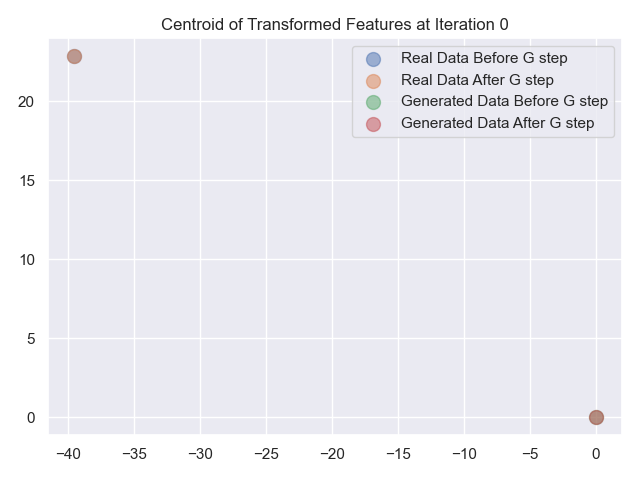 Centroid of Transformed Features at Iteration 0
Real Data Before G step
Real Data After G step
Generated Data Before G step
Generated Data After G step
20
15
10
5
0
−40 −35 −30 −25 −20 −15 −10 −5 0